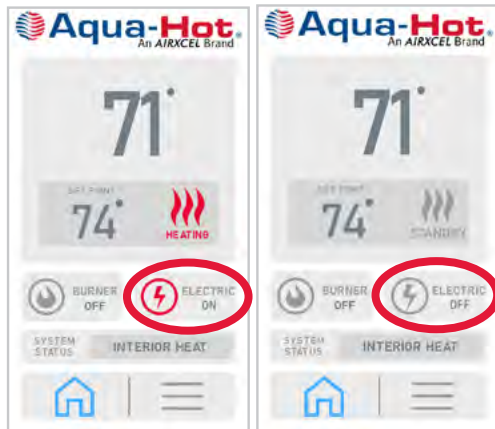 Aqua-Hot.
An AIRXCEL Brand
71°
SET POINT
74°
HEATING
BURNER
OFF
ELECTRIC
ON
SYSTEM
STATUS
INTERIOR HEAT
Aqua-Hot.
An AIRXCEL Brand
71°
SET POINT
74°
STANDBY
BURNER
OFF
ELECTRIC
OFF
SYSTEM
STATUS
INTERIOR HEAT